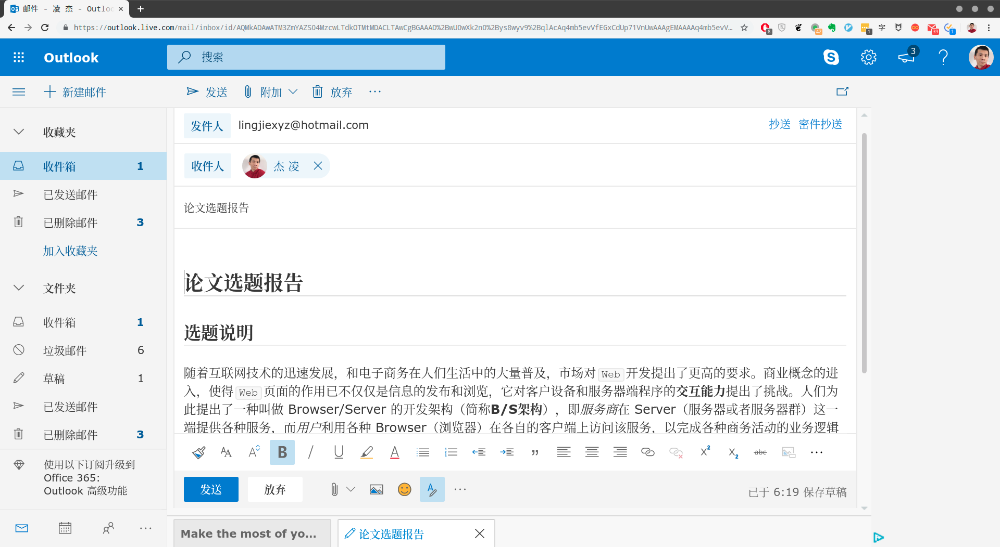 邮件 - 凌 杰 - Outlo
https://outlook.live.com/mail/inbox/id/AQMkADAwATM3ZmYAZS04MzcwLTdkOTMtMDACLTAwCgBGAAAD%2BwU0wXk2n0%2Bys8wyv9%2BqlAcAq4mb5evVfEGxCdUp71VnUwAAAgEMAAAAq4mb5evV...
8
42
1
字
39
1
Outlook
搜索
3
新建邮件
发送
附加
放弃
收藏夹
收件箱 1
已发送邮件
已删除邮件 3
加入收藏夹
文件夹
收件箱 1
垃圾邮件 6
草稿 1
已发送邮件
已删除邮件 3
使用以下订阅升级到
Office 365:
Outlook 高级功能
发件人 lingjiexyz@hotmail.com 抄送 密件抄送
收件人 杰 凌
论文选题报告
论文选题报告
选题说明
随着互联网技术的迅速发展，和电子商务在人们生活中的大量普及，市场对 Web 开发提出了更高的要求。商业概念的进
入，使得 Web 页面的作用已不仅仅是信息的发布和浏览，它对客户设备和服务器端程序的交互能力提出了挑战。人们为
此提出了一种叫做 Browser/Server 的开发架构（简称B/S架构），即服务商在 Server（服务器或者服务器群）这一
端提供各种服务，而用户利用各种 Browser（浏览器）在各自的客户端上访问该服务，以完成各种商务活动的业务逻辑
abc
发送
放弃
已于 6:19 保存草稿
Make the most of yo...
论文选题报告